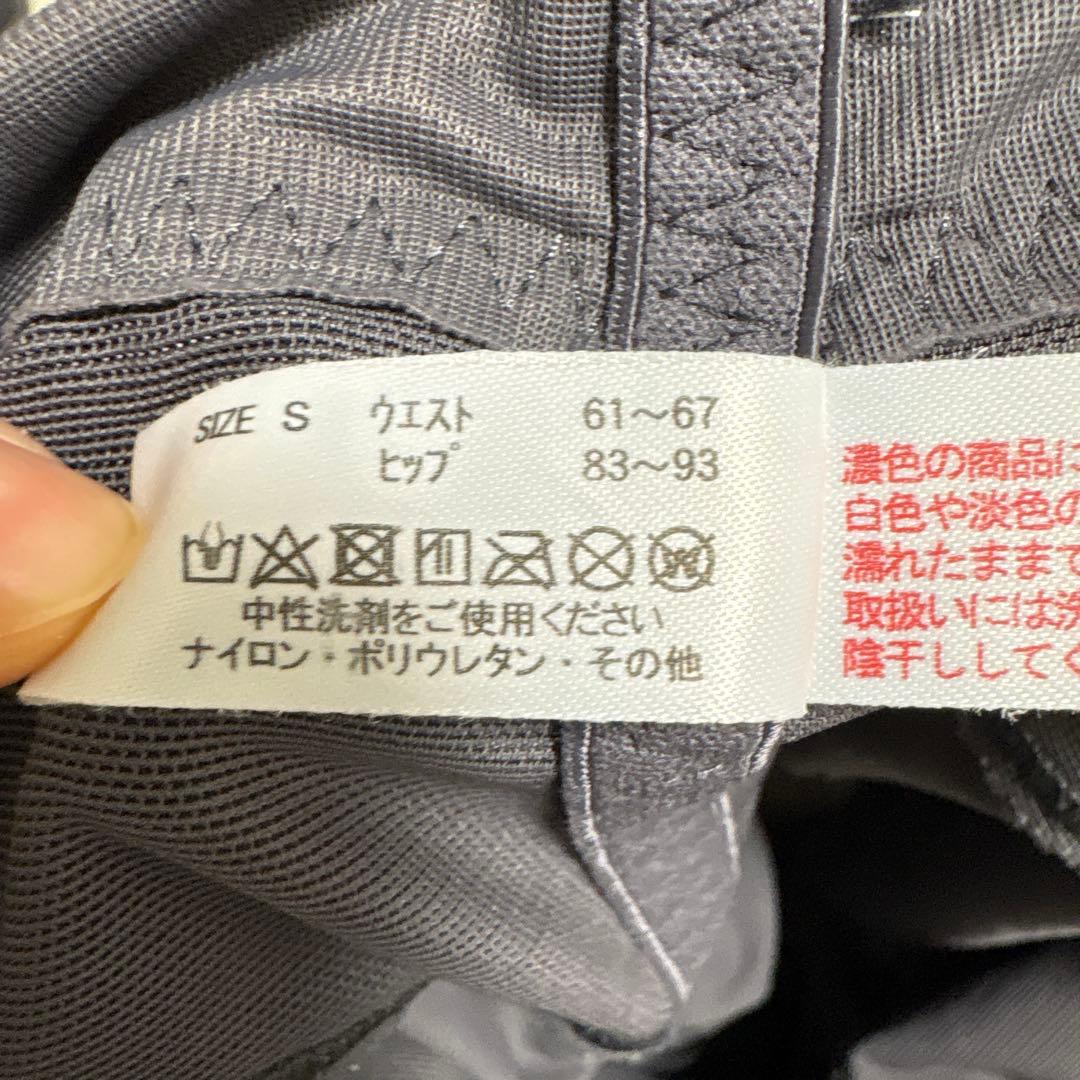 SIZE S ウエスト 61～67
ヒップ 83～93
中性洗剤をご使用ください
ナイロン・ポリウレタン・その他
濃色の商品に
白色や淡色の
濡れたままで
取扱いには洗
陰干ししてく